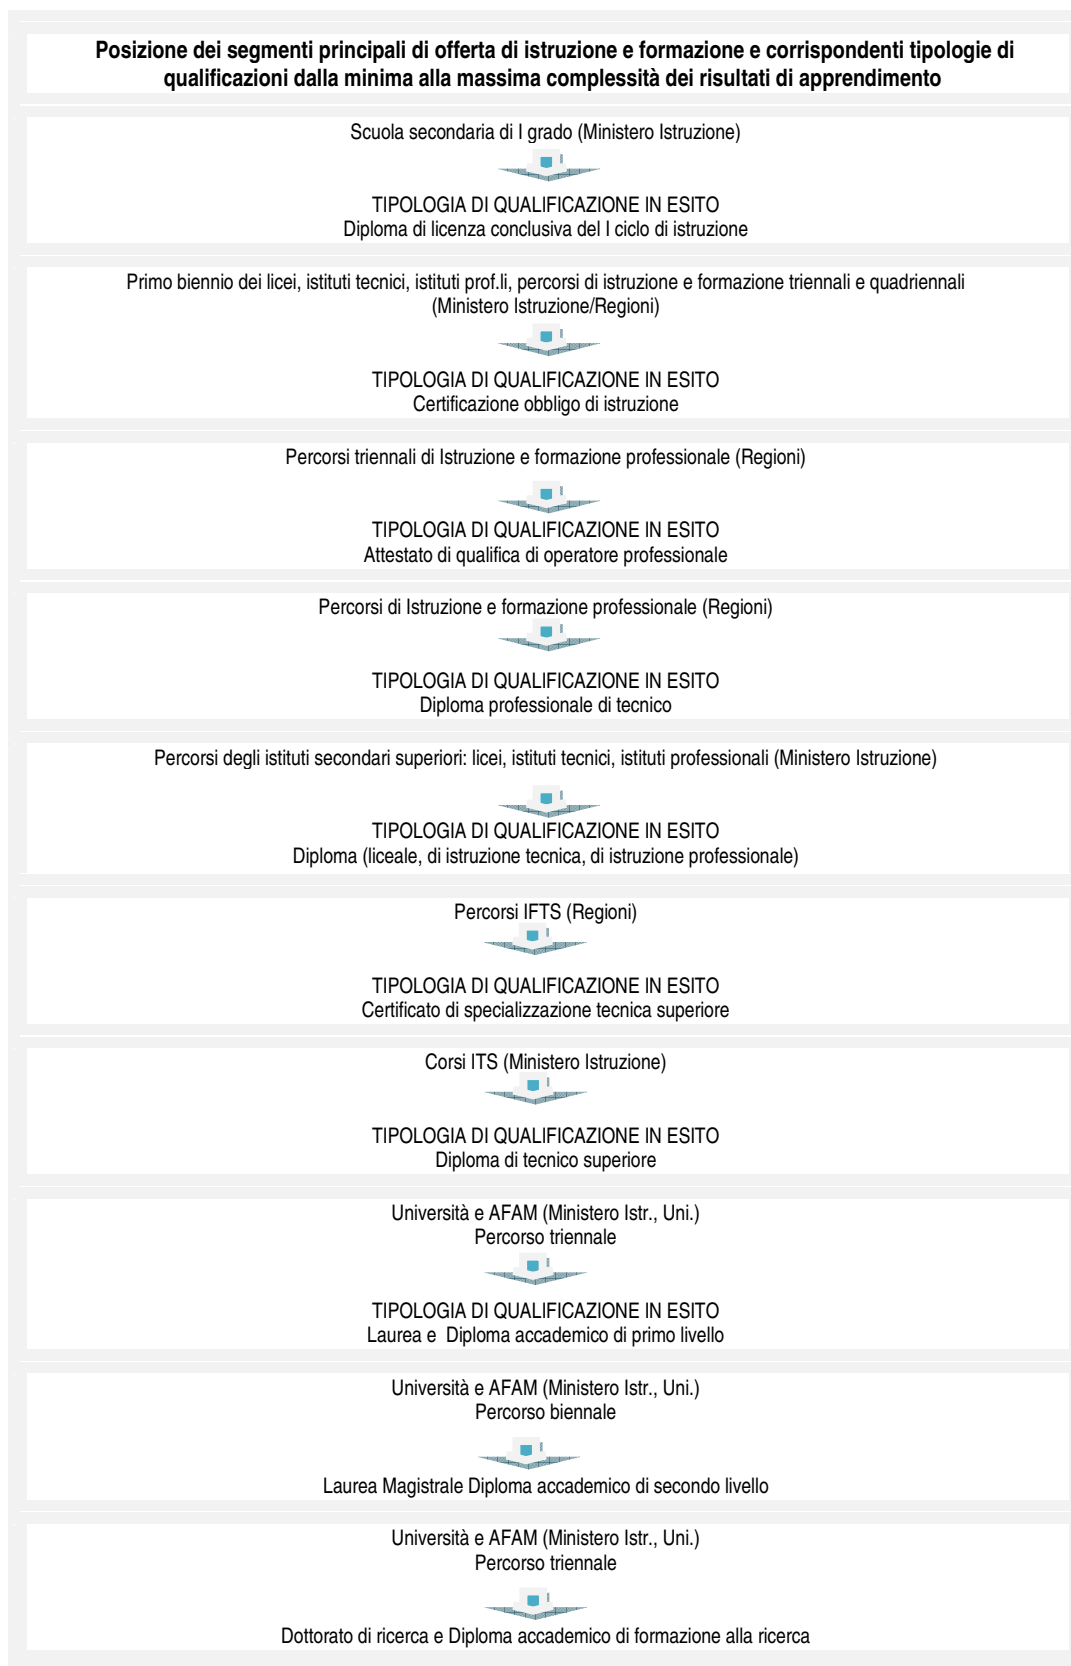 Posizione dei segmenti principali di offerta di istruzione e formazione e corrispondenti tipologie di
qualificazioni dalla minima alla massima complessità dei risultati di apprendimento
Scuola secondaria di I grado (Ministero Istruzione)
TIPOLOGIA DI QUALIFICAZIONE IN ESITO
Diploma di licenza conclusiva del I ciclo di istruzione
Primo biennio dei licei, istituti tecnici, istituti prof.li, percorsi di istruzione e formazione triennali e quadriennali
(Ministero Istruzione/Regioni)
TIPOLOGIA DI QUALIFICAZIONE IN ESITO
Certificazione obbligo di istruzione
Percorsi triennali di Istruzione e formazione professionale (Regioni)
TIPOLOGIA DI QUALIFICAZIONE IN ESITO
Attestato di qualifica di operatore professionale
Percorsi di Istruzione e formazione professionale (Regioni)
TIPOLOGIA DI QUALIFICAZIONE IN ESITO
Diploma professionale di tecnico
Percorsi degli istituti secondari superiori: licei, istituti tecnici, istituti professionali (Ministero Istruzione)
TIPOLOGIA DI QUALIFICAZIONE IN ESITO
Diploma (liceale, di istruzione tecnica, di istruzione professionale)
Percorsi IFTS (Regioni)
TIPOLOGIA DI QUALIFICAZIONE IN ESITO
Certificato di specializzazione tecnica superiore
Corsi ITS (Ministero Istruzione)
TIPOLOGIA DI QUALIFICAZIONE IN ESITO
Diploma di tecnico superiore
Università e AFAM (Ministero Istr., Uni.)
Percorso triennale
TIPOLOGIA DI QUALIFICAZIONE IN ESITO
Laurea e  Diploma accademico di primo livello
Università e AFAM (Ministero Istr., Uni.)
Percorso biennale
Laurea Magistrale Diploma accademico di secondo livello
Università e AFAM (Ministero Istr., Uni.)
Percorso triennale
Dottorato di ricerca e Diploma accademico di formazione alla ricerca